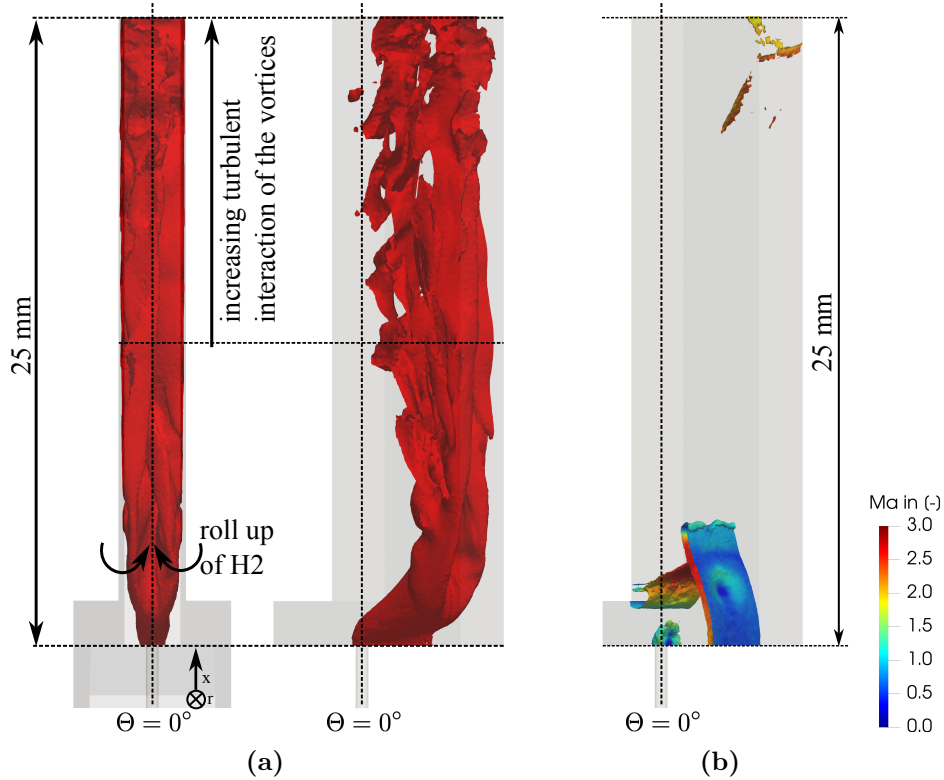 25 mm
increasing turbulent
interaction of the vortices
roll up
of H2
x
r
Θ = 0°
Θ = 0°
(a)
25 mm
Ma in (-)
3.0
2.5
2.0
1.5
1.0
0.5
0.0
Θ = 0°
(b)